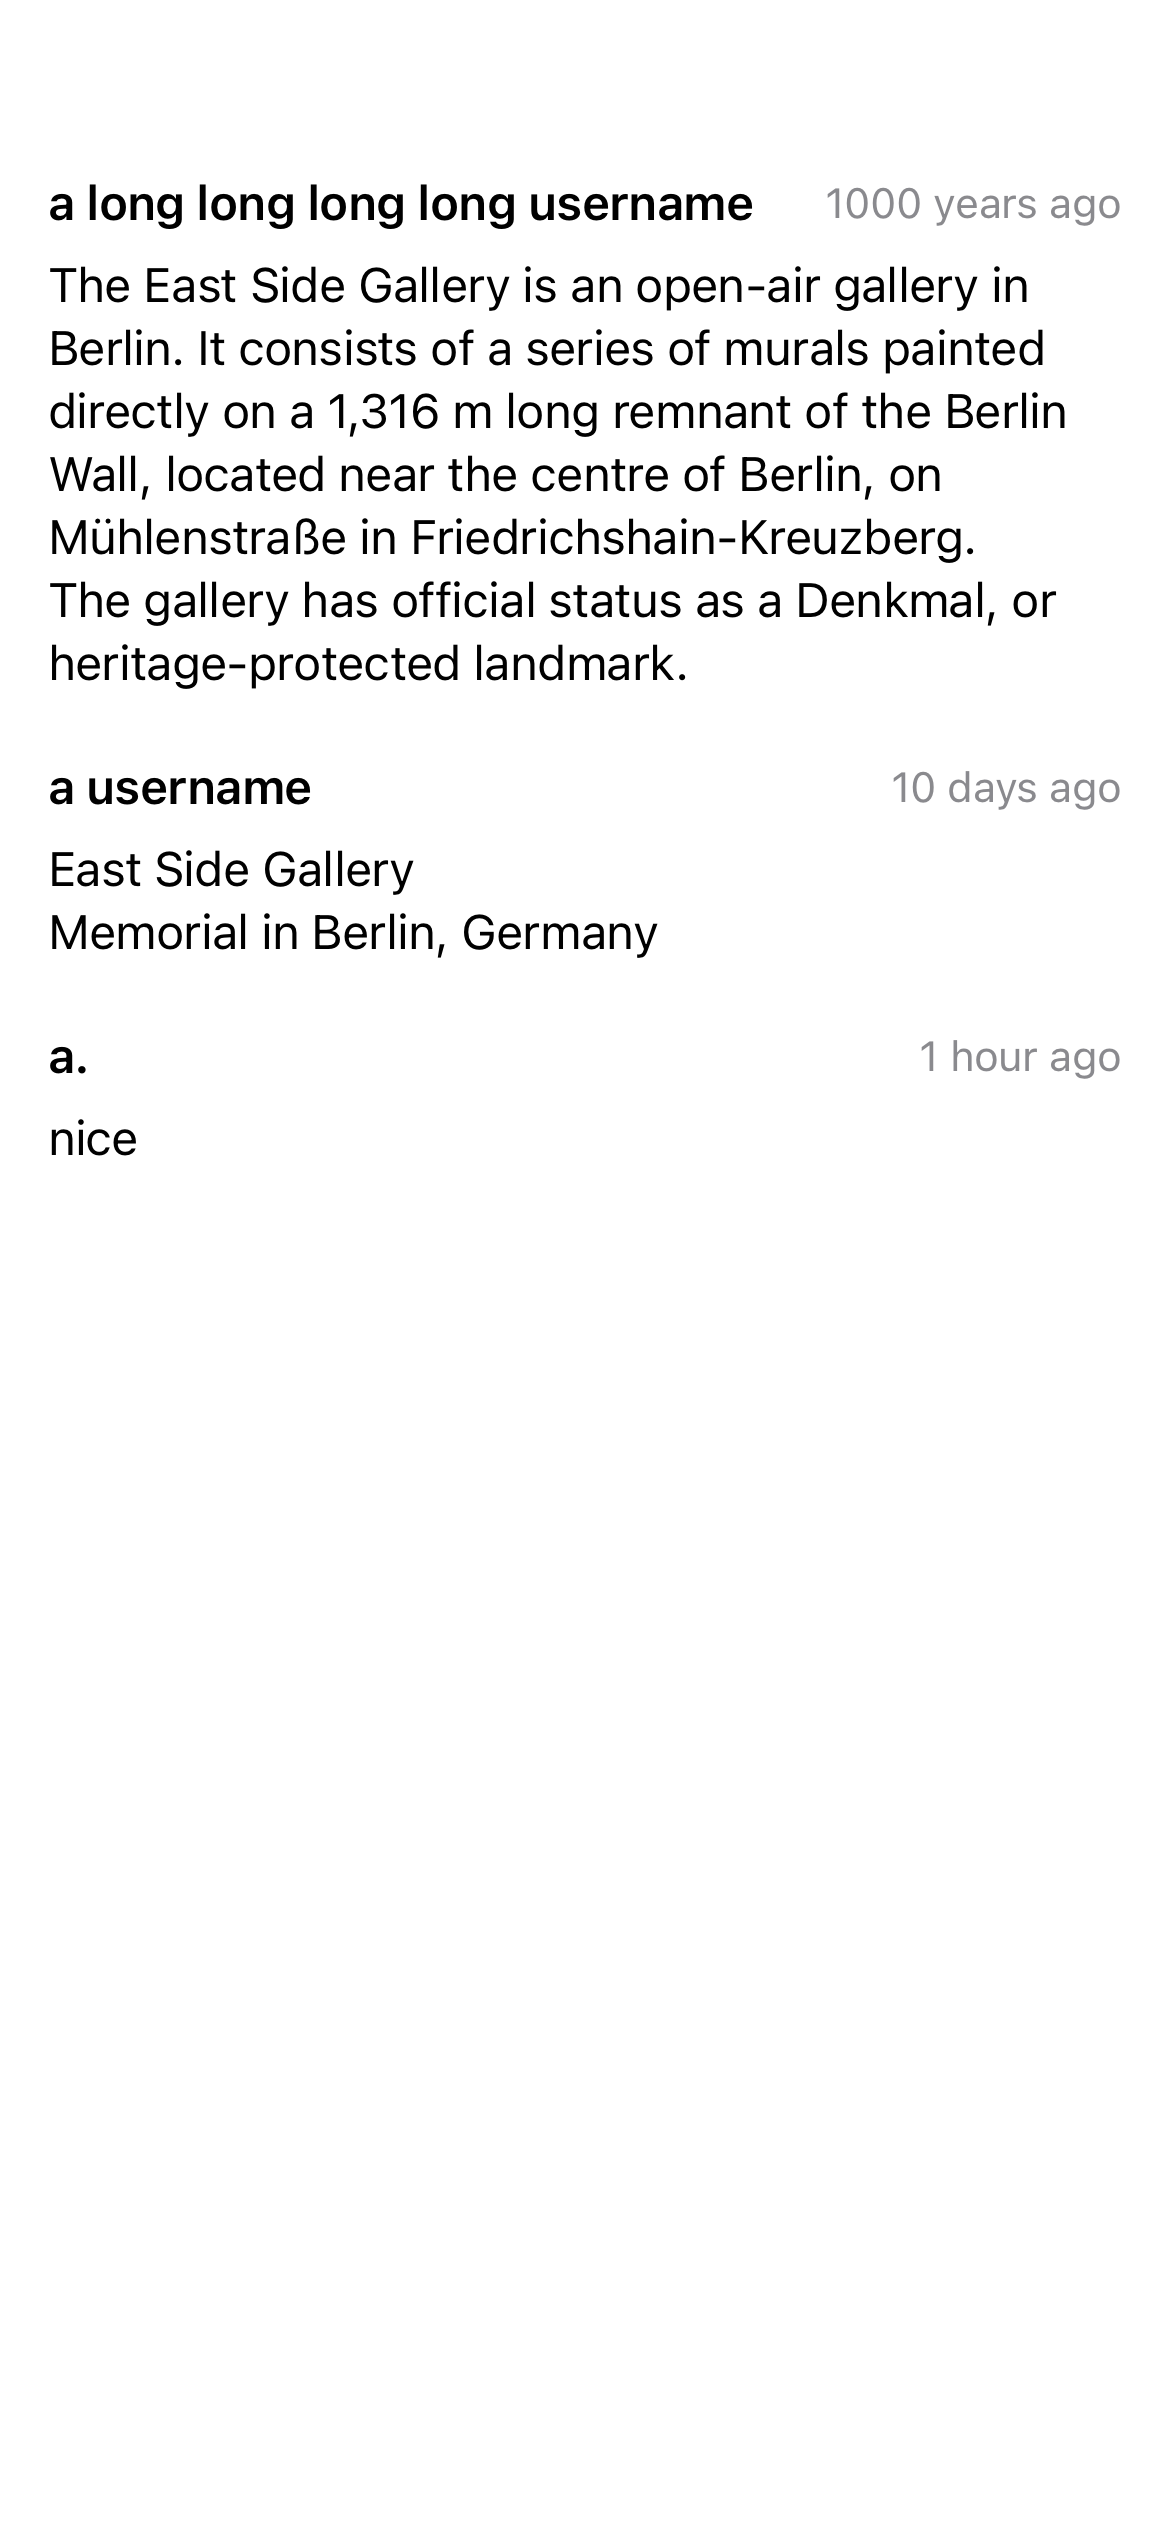 a long long long long username 1000 years ago
The East Side Gallery is an open-air gallery in
Berlin. It consists of a series of murals painted
directly on a 1,316 m long remnant of the Berlin
Wall, located near the centre of Berlin, on
Mühlenstraße in Friedrichshain-Kreuzberg.
The gallery has official status as a Denkmal, or
heritage-protected landmark.
a username 10 days ago
East Side Gallery
Memorial in Berlin, Germany
a. 1 hour ago
nice